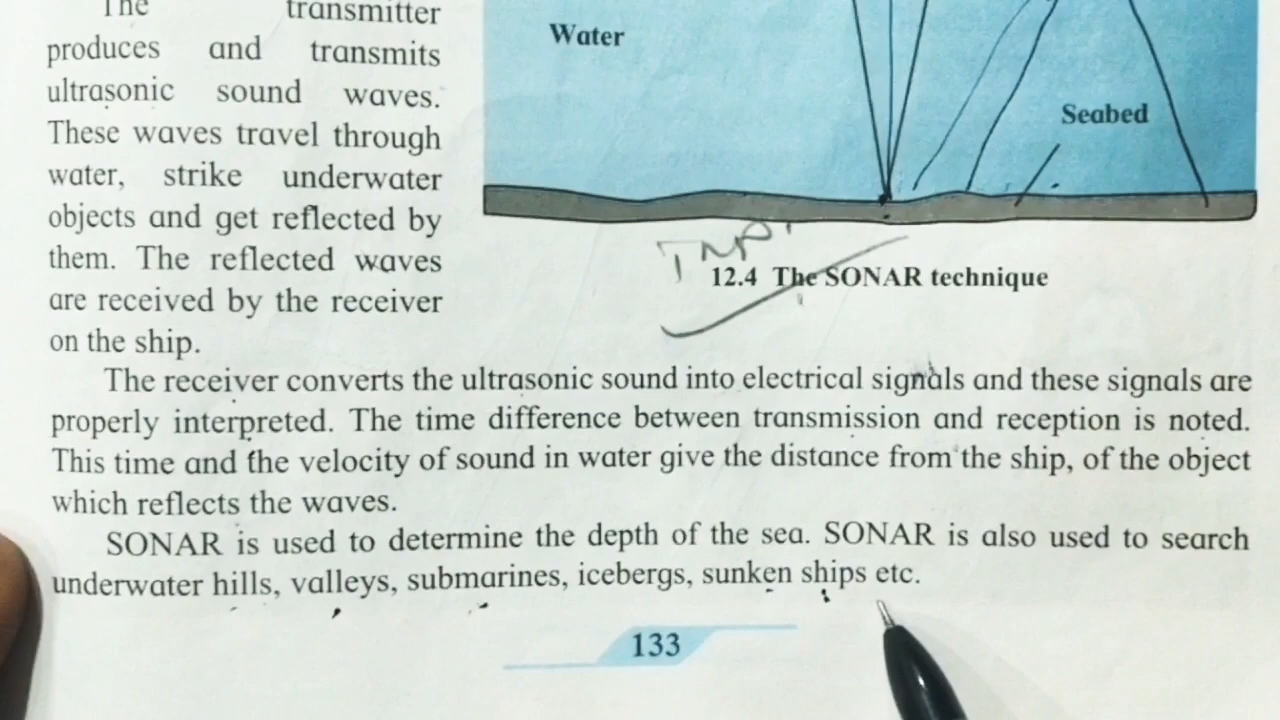 The transmitter
produces and transmits
ultrasonic sound waves.
These waves travel through
water, strike underwater
objects and get reflected by
them. The reflected waves
are received by the receiver
on the ship.
Water
Seabed
Imp.
12.4 The SONAR technique
The receiver converts the ultrasonic sound into electrical signals and these signals are
properly interpreted. The time difference between transmission and reception is noted.
This time and the velocity of sound in water give the distance from the ship, of the object
which reflects the waves.
SONAR is used to determine the depth of the sea. SONAR is also used to search
underwater hills, valleys, submarines, icebergs, sunken ships etc.
133